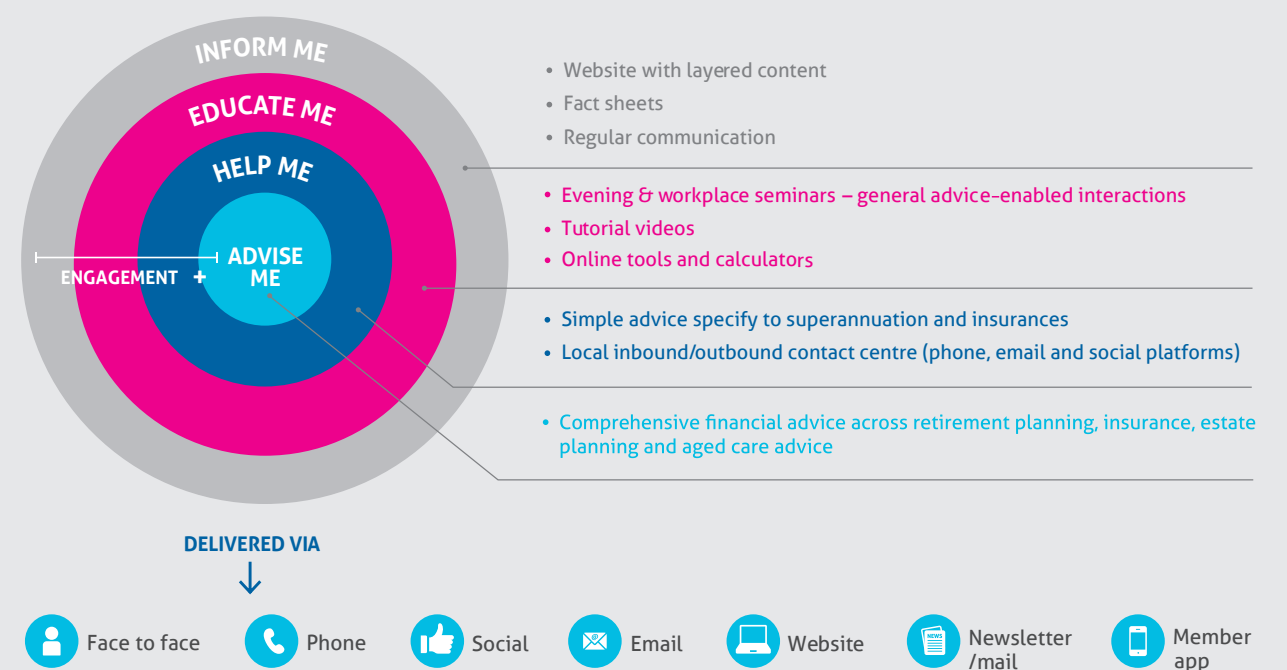 INFORM ME
EDUCATE ME
HELP ME
ADVISE
ME
ENGAGEMENT +
• Website with layered content
• Fact sheets
• Regular communication
• Evening & workplace seminars – general advice-enabled interactions
• Tutorial videos
• Online tools and calculators
• Simple advice specify to superannuation and insurances
• Local inbound/outbound contact centre (phone, email and social platforms)
• Comprehensive financial advice across retirement planning, insurance, estate
planning and aged care advice
DELIVERED VIA
Face to face
Phone
Social
@
Email
Website
NEWS
Newsletter
/mail
Member
app